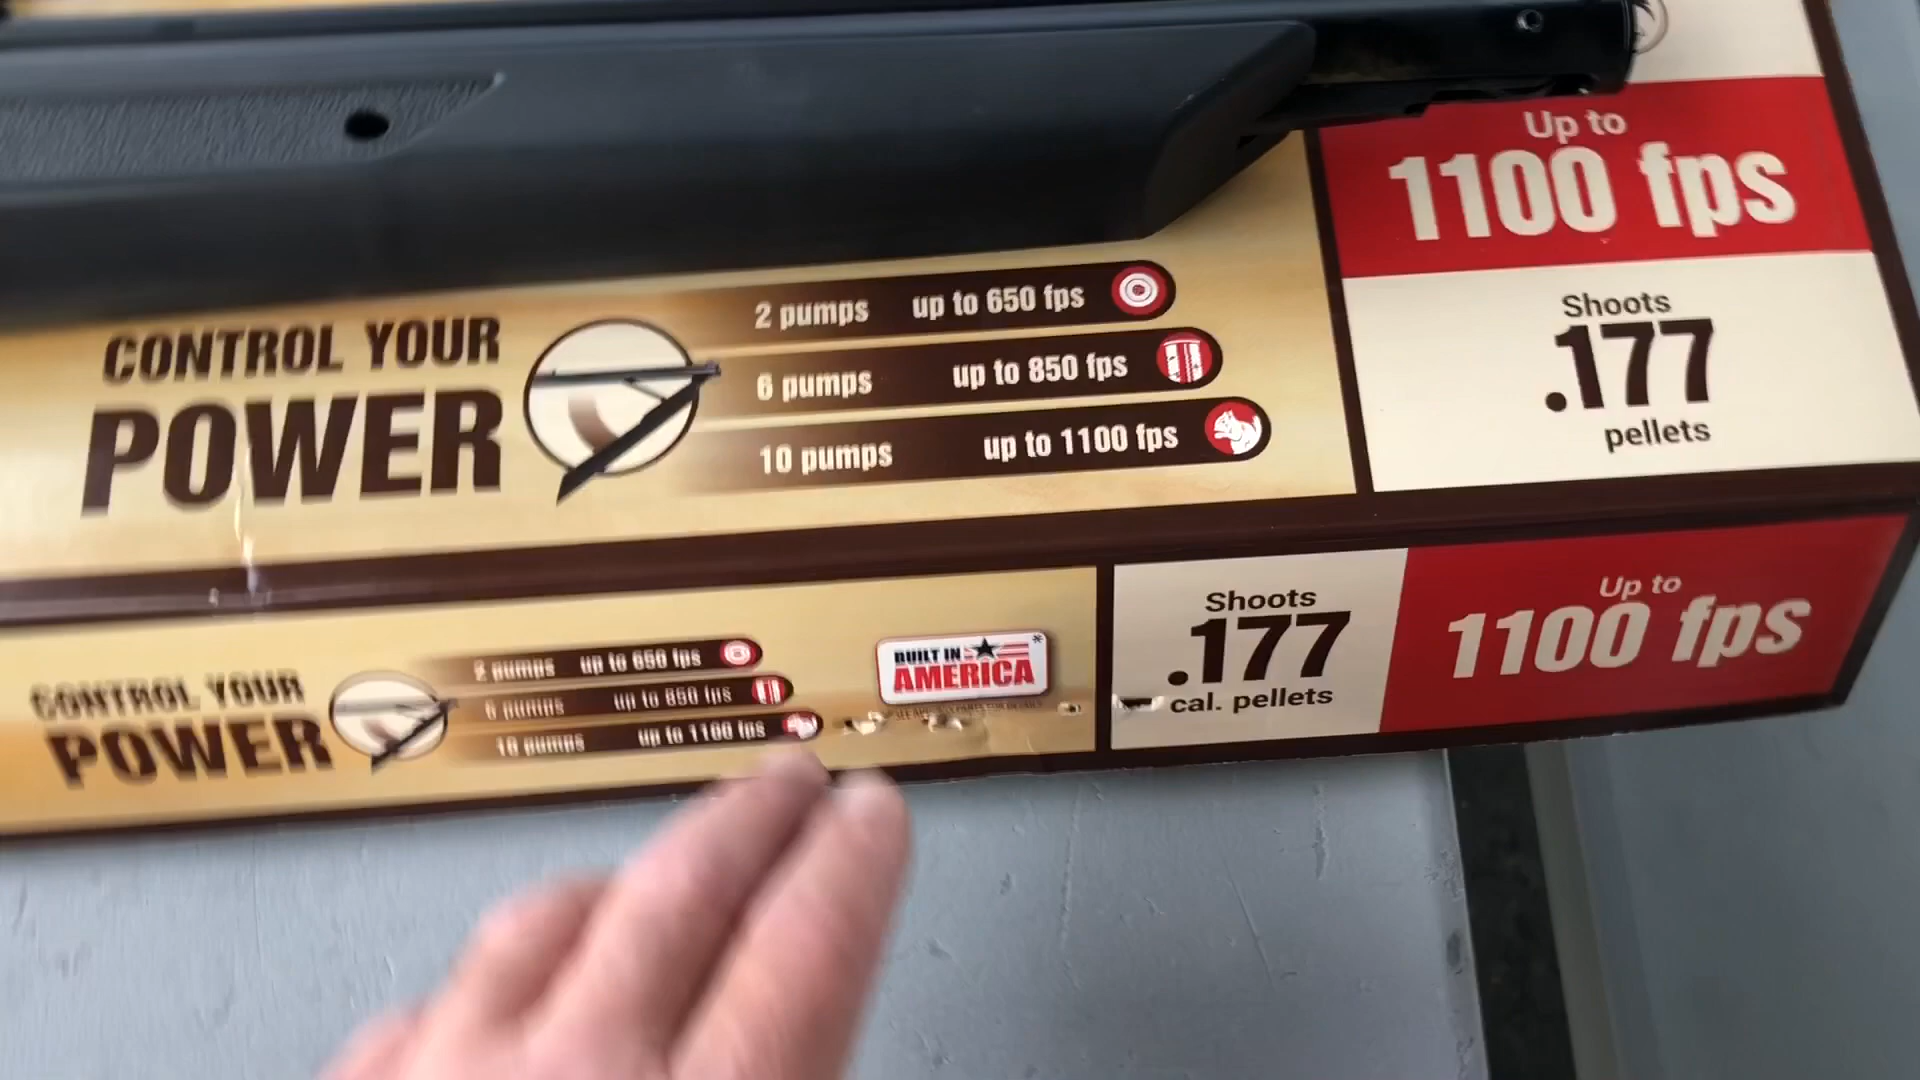 Up to
1100 fps
Shoots
.177
pellets
CONTROL YOUR
POWER
2 pumps up to 650 fps
6 pumps up to 850 fps
10 pumps up to 1100 fps
CONTROL YOUR
POWER
2 pumps up to 650 fps
6 pumps up to 850 fps
10 pumps up to 1100 fps
BUILT IN
AMERICA*
Shoots
.177
cal. pellets
Up to
1100 fps